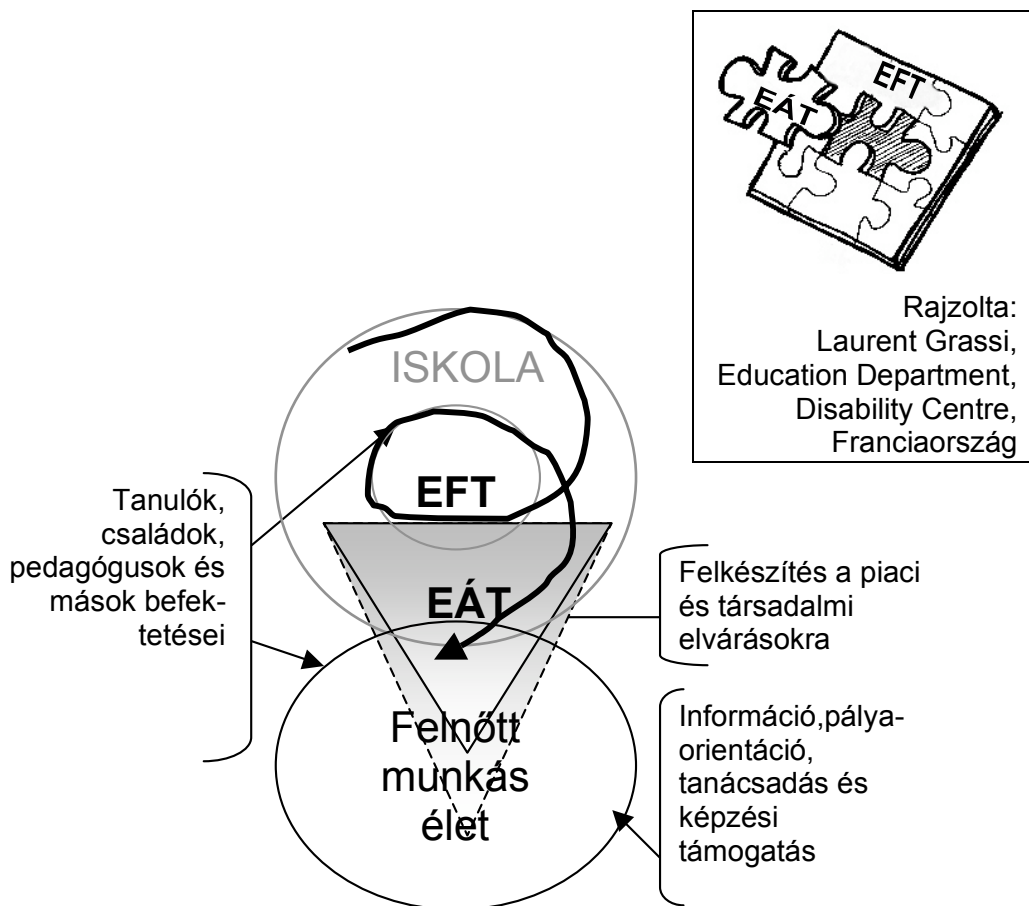 EFT
EÁT
Rajzolta:
Laurent Grassi,
Education Department,
Disability Centre,
Franciaország
ISKOLA
EFT
EÁT
Felnőtt
munkás
élet
Tanulók,
családok,
pedagógusok és
mások befek-
tetései
Felkészítés a piaci
és társadalmi
elvárásokra
Információ,pálya-
orientáció,
tanácsadás és
képzési
támogatás